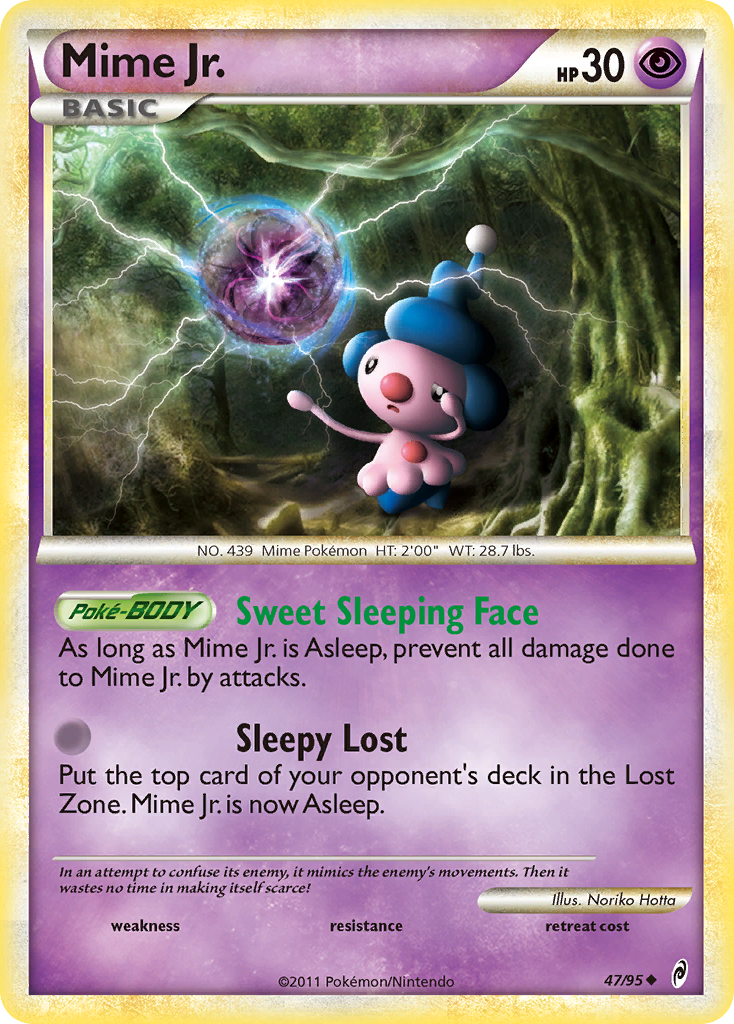 Mime Jr.
HP 30
BASIC
NO. 439 Mime Pokémon HT: 2'00" WT: 28.7 lbs.
Poké-BODY Sweet Sleeping Face
As long as Mime Jr. is Asleep, prevent all damage done
to Mime Jr. by attacks.
Sleepy Lost
Put the top card of your opponent's deck in the Lost
Zone. Mime Jr. is now Asleep.
In an attempt to confuse its enemy, it mimics the enemy's movements. Then it
wastes no time in making itself scarce!
Illus. Noriko Hotta
weakness resistance retreat cost
©2011 Pokémon/Nintendo 47/95